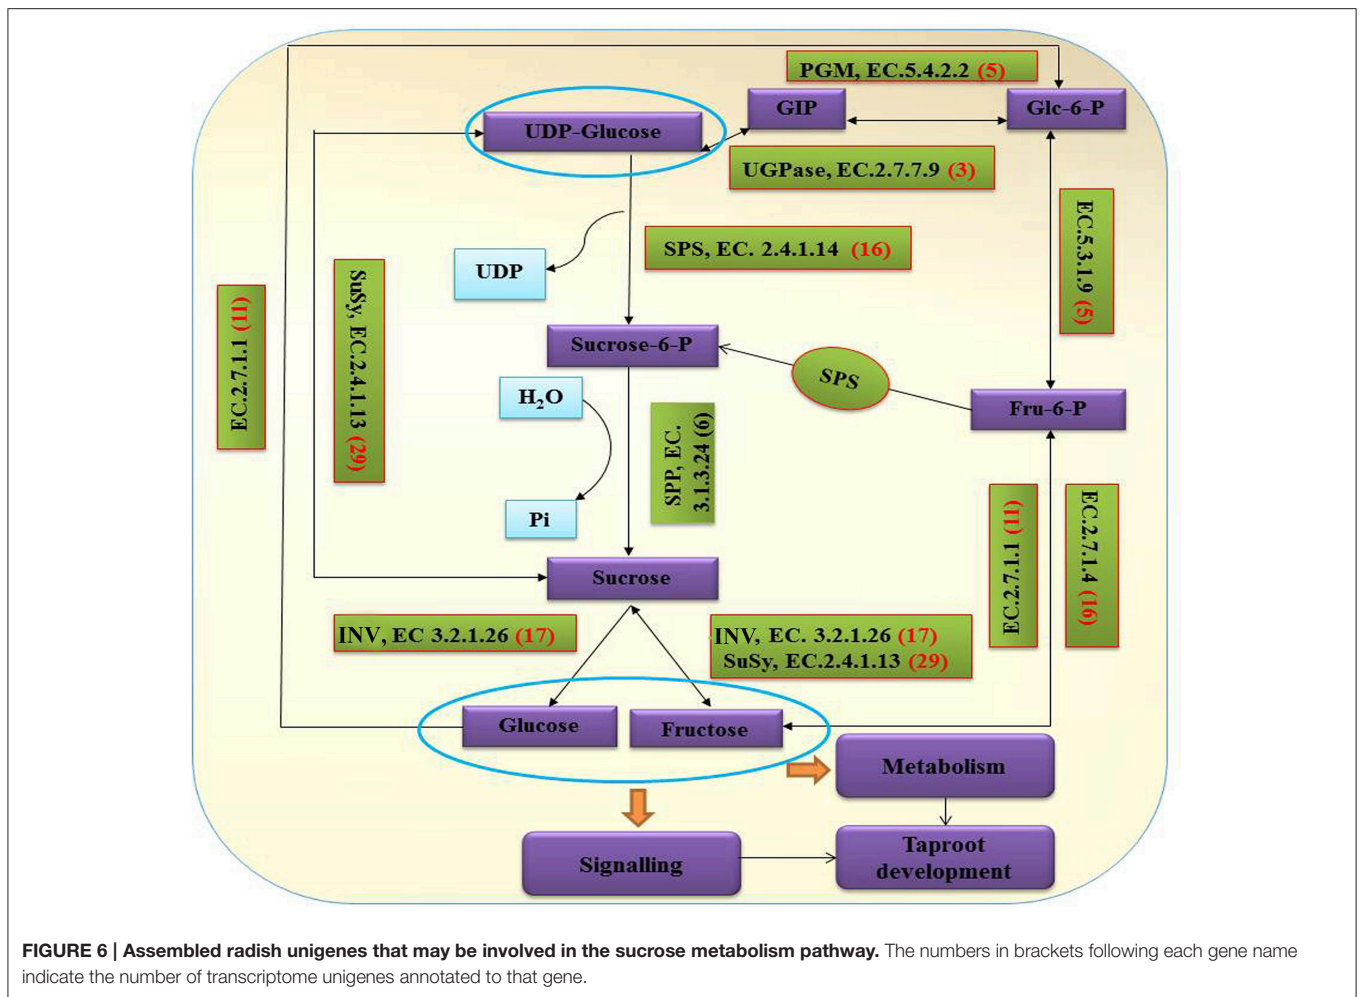 PGM, EC.5.4.2.2 (5)
GIP
Glc-6-P
UDP-Glucose
UGPase, EC.2.7.7.9 (3)
SPS, EC. 2.4.1.14 (16)
EC.5.3.1.9 (5)
UDP
EC.2.7.1.1 (11)
SuSy, EC.2.4.1.13 (29)
Sucrose-6-P
SPS
H₂O
Fru-6-P
SPP, EC.
3.1.3.24 (6)
Pi
EC.2.7.1.1 (11)
EC.2.7.1.4 (16)
Sucrose
INV, EC 3.2.1.26 (17)
INV, EC. 3.2.1.26 (17)
SuSy, EC.2.4.1.13 (29)
Glucose
Fructose
Metabolism
Signalling
Taproot
development
FIGURE 6 | Assembled radish unigenes that may be involved in the sucrose metabolism pathway. The numbers in brackets following each gene name
indicate the number of transcriptome unigenes annotated to that gene.